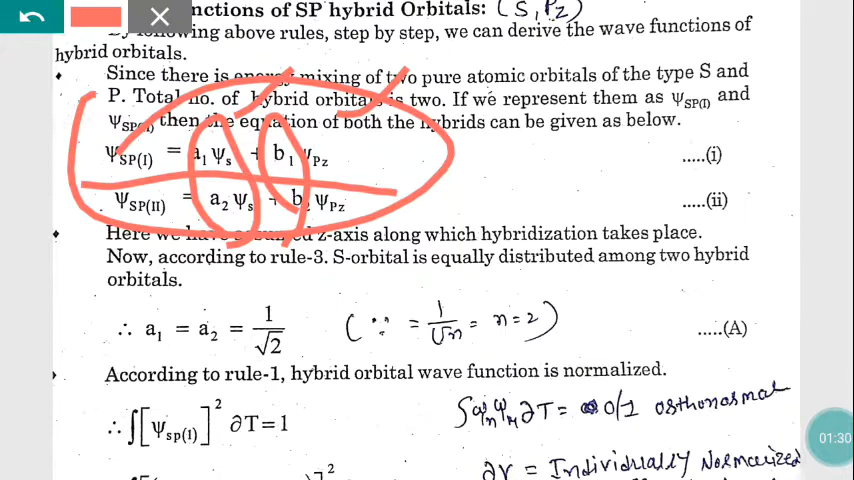 nctions of SP hybrid Orbitals: (S, Pz)
By following above rules, step by step, we can derive the wave functions of
hybrid orbitals.
Since there is energy mixing of two pure atomic orbitals of the type S and
P. Total no. of hybrid orbitals is two. If we represent them as ψSP(I) and
ψSP(I) then the equation of both the hybrids can be given as below.
ψSP(I) = a₁ ψs + b₁ ψPz .....(i)
ψSP(II) = a₂ ψs + b₂ ψPz .....(ii)
Here we have assumed z-axis along which hybridization takes place.
Now, according to rule-3. S-orbital is equally distributed among two hybrid
orbitals.
∴ a₁ = a₂ = 1/√2 (∵ = 1/√n = n = 2) .....(A)
According to rule-1, hybrid orbital wave function is normalized.
∴ ∫[ψsp(I)]² ∂T = 1 ∂T = 0/1 orthonormal
∂r = Individually Normalized
01:30